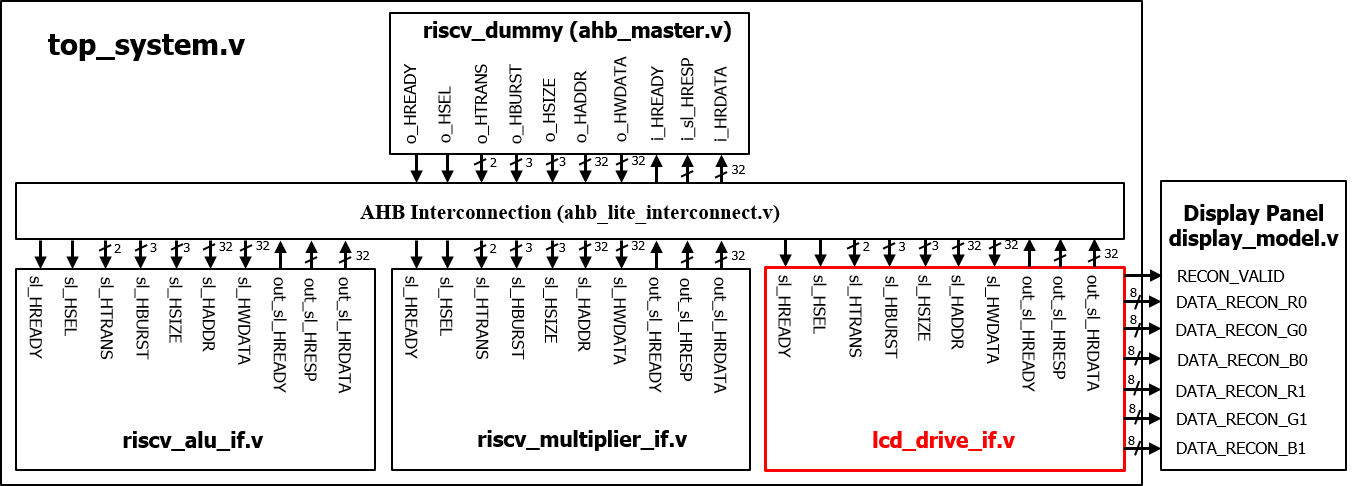 top_system.v
riscv_dummy (ahb_master.v)
o_HREADY
o_HSEL
o_HTRANS
o_HBURST
o_HSIZE
o_HADDR
o_HWDATA
i_HREADY
i_sl_HRESP
i_HRDATA
2
3
3
32
32
32
AHB Interconnection (ahb_lite_interconnect.v)
2
3
3
32
32
32
sl_HREADY
sl_HSEL
sl_HTRANS
sl_HBURST
sl_HSIZE
sl_HADDR
sl_HWDATA
out_sl_HREADY
out_sl_HRESP
out_sl_HRDATA
riscv_alu_if.v
2
3
3
32
32
32
sl_HREADY
sl_HSEL
sl_HTRANS
sl_HBURST
sl_HSIZE
sl_HADDR
sl_HWDATA
out_sl_HREADY
out_sl_HRESP
out_sl_HRDATA
riscv_multiplier_if.v
2
3
3
32
32
32
sl_HREADY
sl_HSEL
sl_HTRANS
sl_HBURST
sl_HSIZE
sl_HADDR
sl_HWDATA
out_sl_HREADY
out_sl_HRESP
out_sl_HRDATA
lcd_drive_if.v
Display Panel
display_model.v
RECON_VALID
8
DATA_RECON_R0
8
DATA_RECON_G0
8
DATA_RECON_B0
8
DATA_RECON_R1
8
DATA_RECON_G1
8
DATA_RECON_B1